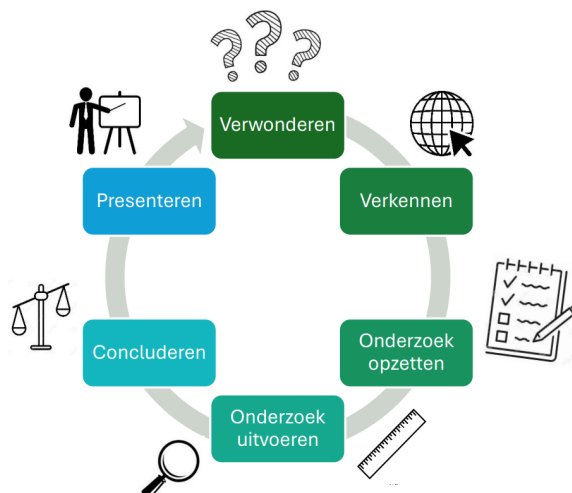 Verwonderen
Verkennen
Onderzoek
opzetten
Onderzoek
uitvoeren
Concluderen
Presenteren